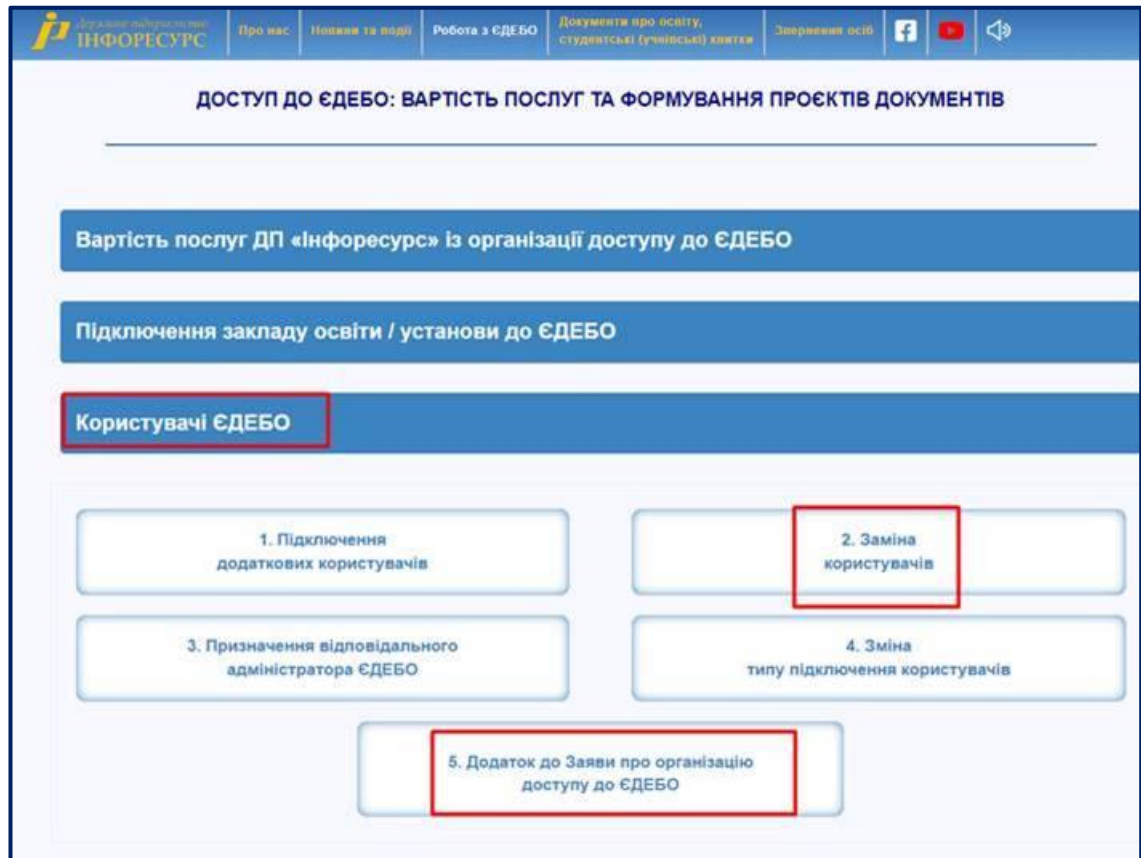 Державне підприємство
ІНФОРЕСУРС
Про нас
Новини та події
Робота з ЄДЕБО
Документи про освіту,
студентські (учнівські) квитки
Звернення осіб
ДОСТУП ДО ЄДЕБО: ВАРТІСТЬ ПОСЛУГ ТА ФОРМУВАННЯ ПРОЄКТІВ ДОКУМЕНТІВ
Вартість послуг ДП «Інфоресурс» із організації доступу до ЄДЕБО
Підключення закладу освіти / установи до ЄДЕБО
Користувачі ЄДЕБО
1. Підключення
додаткових користувачів
2. Заміна
користувачів
3. Призначення відповідального
адміністратора ЄДЕБО
4. Зміна
типу підключення користувачів
5. Додаток до Заяви про організацію
доступу до ЄДЕБО